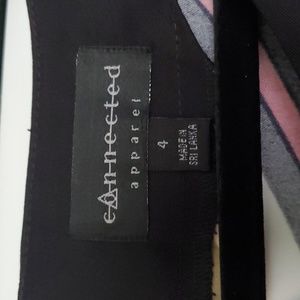 connected
apparel
4
MADE IN
SRI LANKA